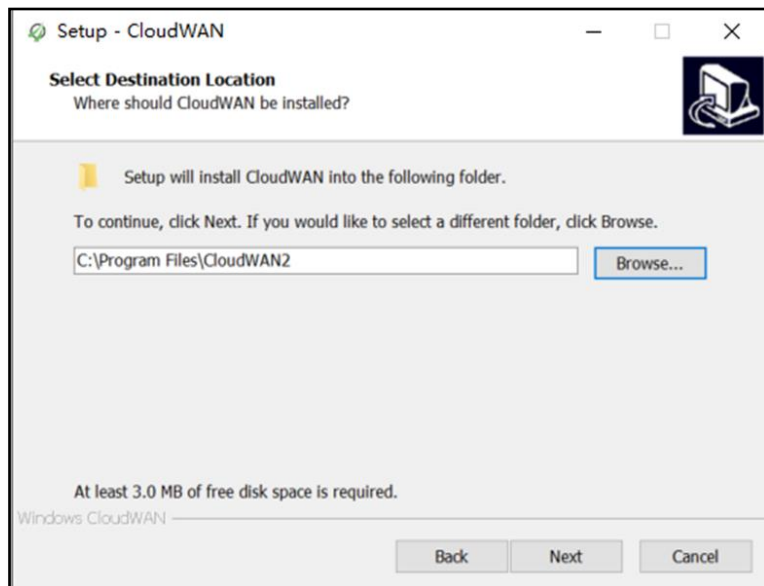 Setup - CloudWAN
Select Destination Location
Where should CloudWAN be installed?
Setup will install CloudWAN into the following folder.
To continue, click Next. If you would like to select a different folder, click Browse.
C:\Program Files\CloudWAN2
Browse...
At least 3.0 MB of free disk space is required.
Windows CloudWAN
Back
Next
Cancel